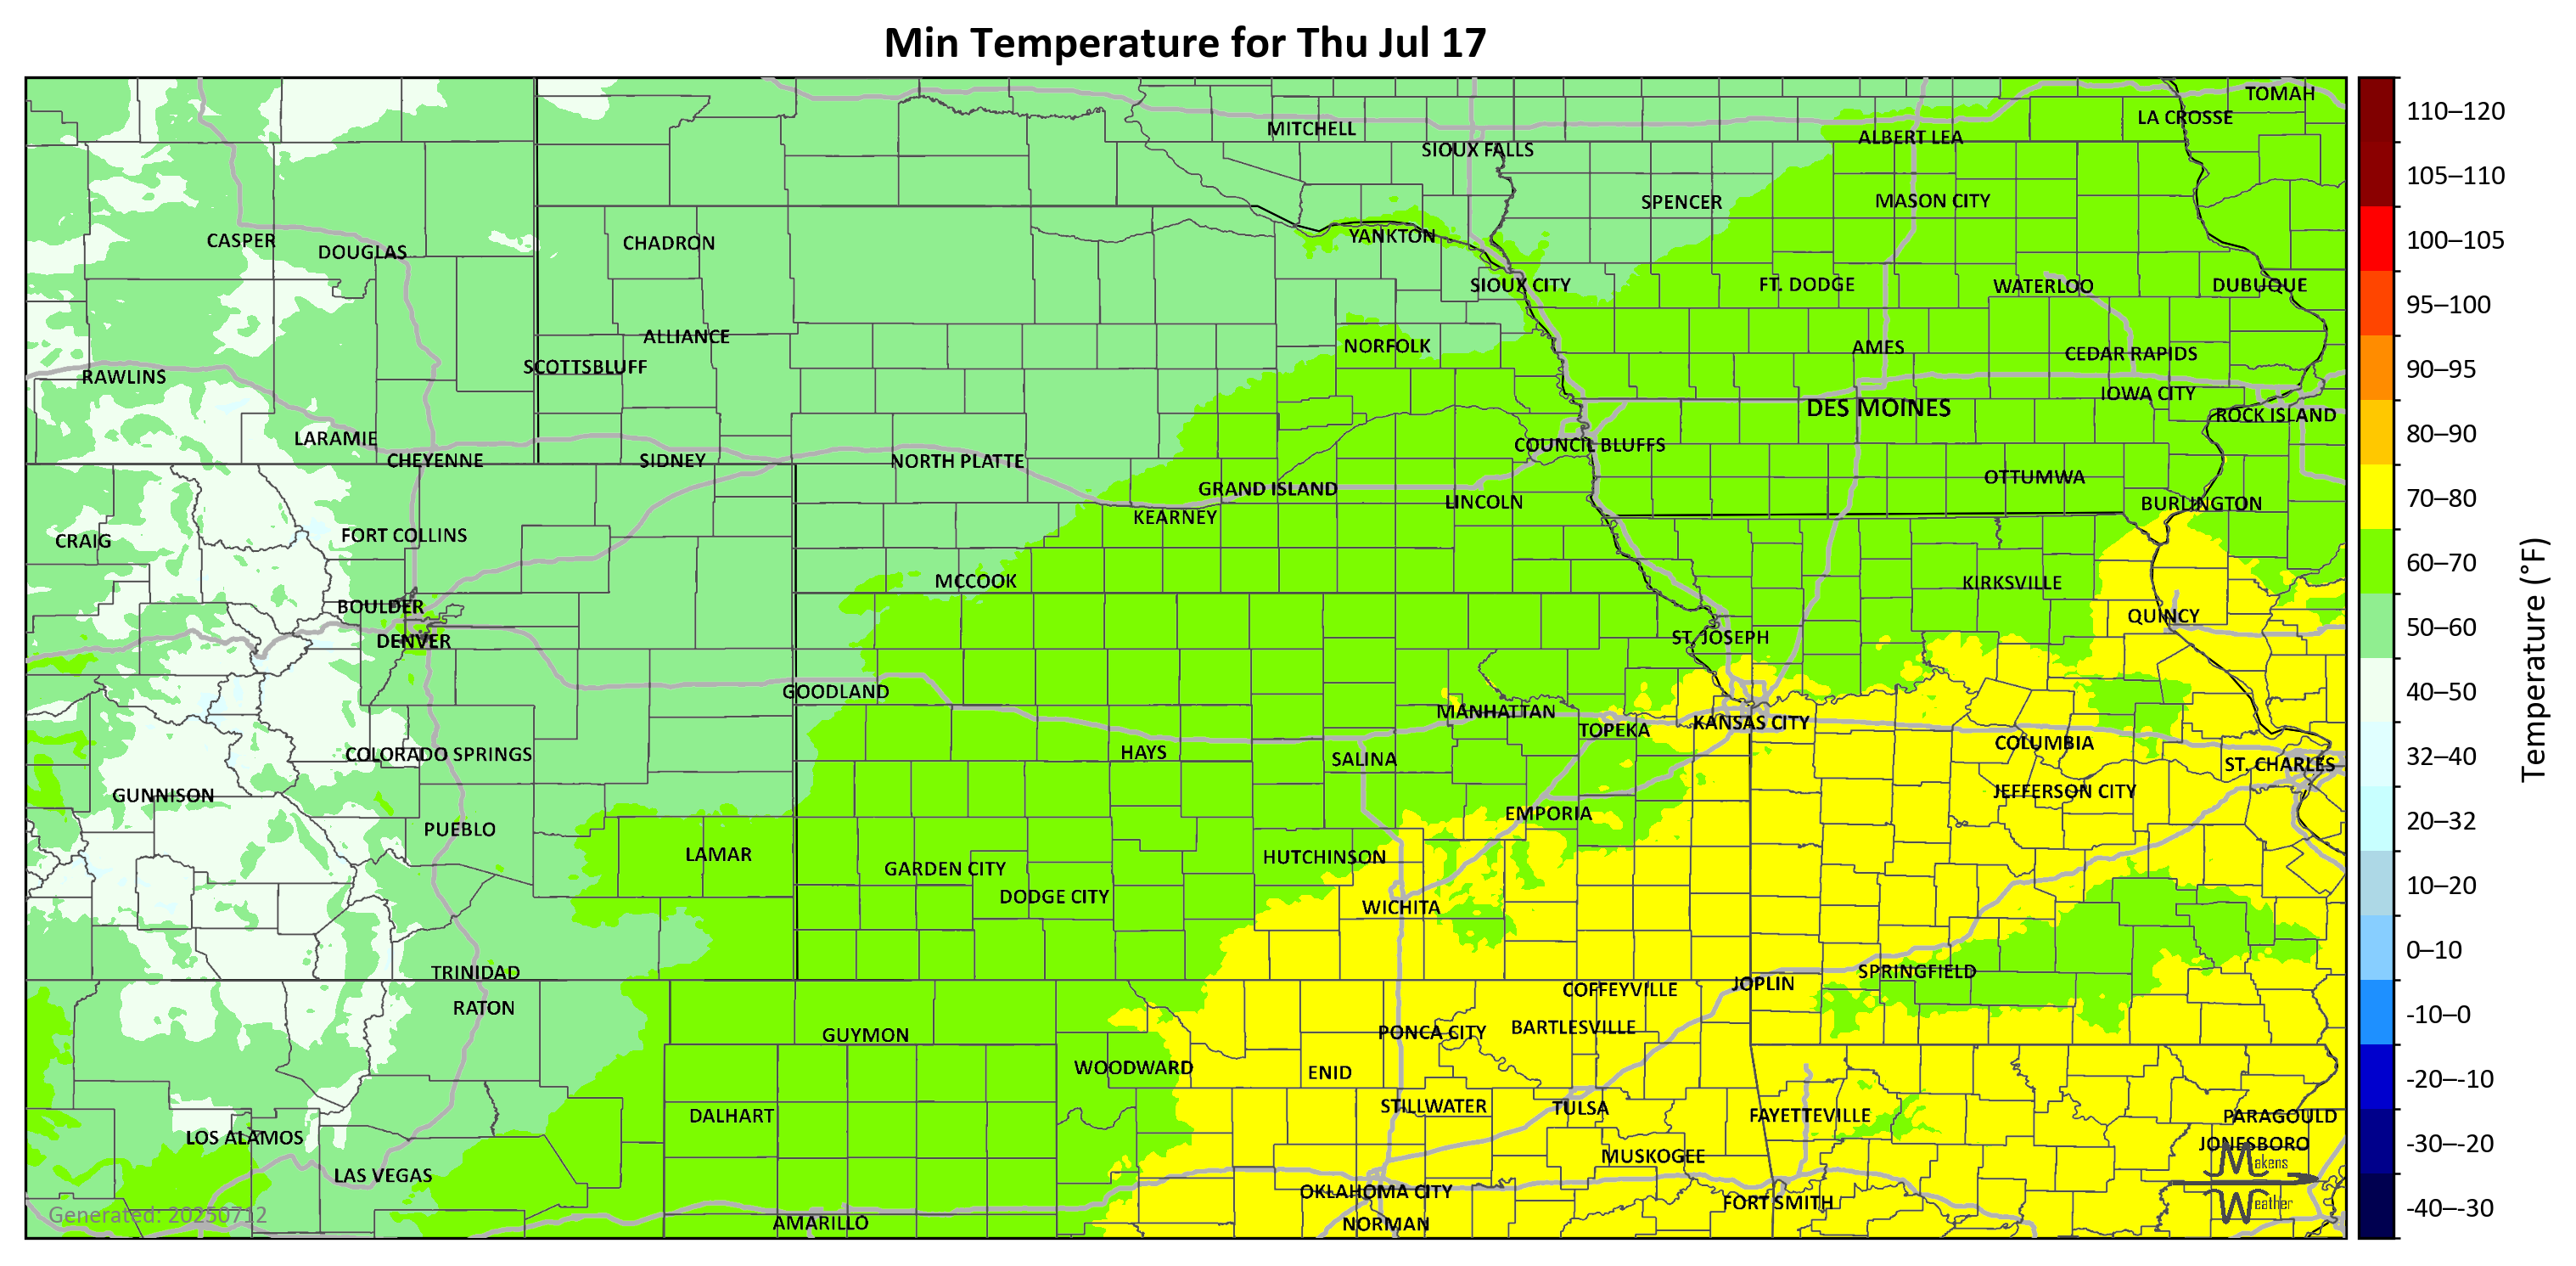 Min Temperature for Thu Jul 17
TOMAH
LA CROSSE
MITCHELL
ALBERT LEA
SIOUX FALLS
SPENCER
MASON CITY
CASPER
DOUGLAS
CHADRON
YANKTON
SIOUX CITY
FT. DODGE
WATERLOO
DUBUQUE
ALLIANCE
NORFOLK
AMES
CEDAR RAPIDS
SCOTTSBLUFF
RAWLINS
IOWA CITY
DES MOINES
ROCK ISLAND
LARAMIE
COUNCIL BLUFFS
CHEYENNE
SIDNEY
NORTH PLATTE
OTTUMWA
GRAND ISLAND
LINCOLN
BURLINGTON
KEARNEY
FORT COLLINS
CRAIG
MCCOOK
KIRKSVILLE
BOULDER
QUINCY
DENVER
ST. JOSEPH
GOODLAND
MANHATTAN
TOPEKA
KANSAS CITY
COLORADO SPRINGS
HAYS
SALINA
COLUMBIA
ST. CHARLES
GUNNISON
JEFFERSON CITY
PUEBLO
EMPORIA
LAMAR
GARDEN CITY
HUTCHINSON
DODGE CITY
WICHITA
TRINIDAD
SPRINGFIELD
JOPLIN
COFFEYVILLE
RATON
GUYMON
PONCA CITY
BARTLESVILLE
WOODWARD
ENID
DALHART
STILLWATER
TULSA
FAYETTEVILLE
PARAGOULD
LOS ALAMOS
JONESBORO
MUSKOGEE
LAS VEGAS
OKLAHOMA CITY
FORT SMITH
AMARILLO
NORMAN
Generated: 20250712
Makens
Weather
110–120
105–110
100–105
95–100
90–95
80–90
70–80
60–70
50–60
40–50
32–40
20–32
10–20
0–10
-10–0
-20–-10
-30–-20
-40–-30
Temperature (°F)